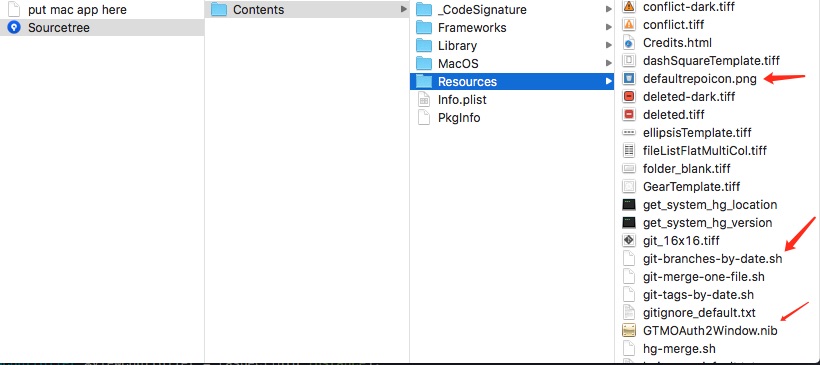 put mac app here
Sourcetree
Contents
_CodeSignature
Frameworks
Library
MacOS
Resources
Info.plist
PkgInfo
conflict-dark.tiff
conflict.tiff
Credits.html
dashSquareTemplate.tiff
defaultrepoicon.png
deleted-dark.tiff
deleted.tiff
ellipsisTemplate.tiff
fileListFlatMultiCol.tiff
folder_blank.tiff
GearTemplate.tiff
get_system_hg_location
get_system_hg_version
git_16x16.tiff
git-branches-by-date.sh
git-merge-one-file.sh
git-tags-by-date.sh
gitignore_default.txt
GTMOAuth2Window.nib
hg-merge.sh